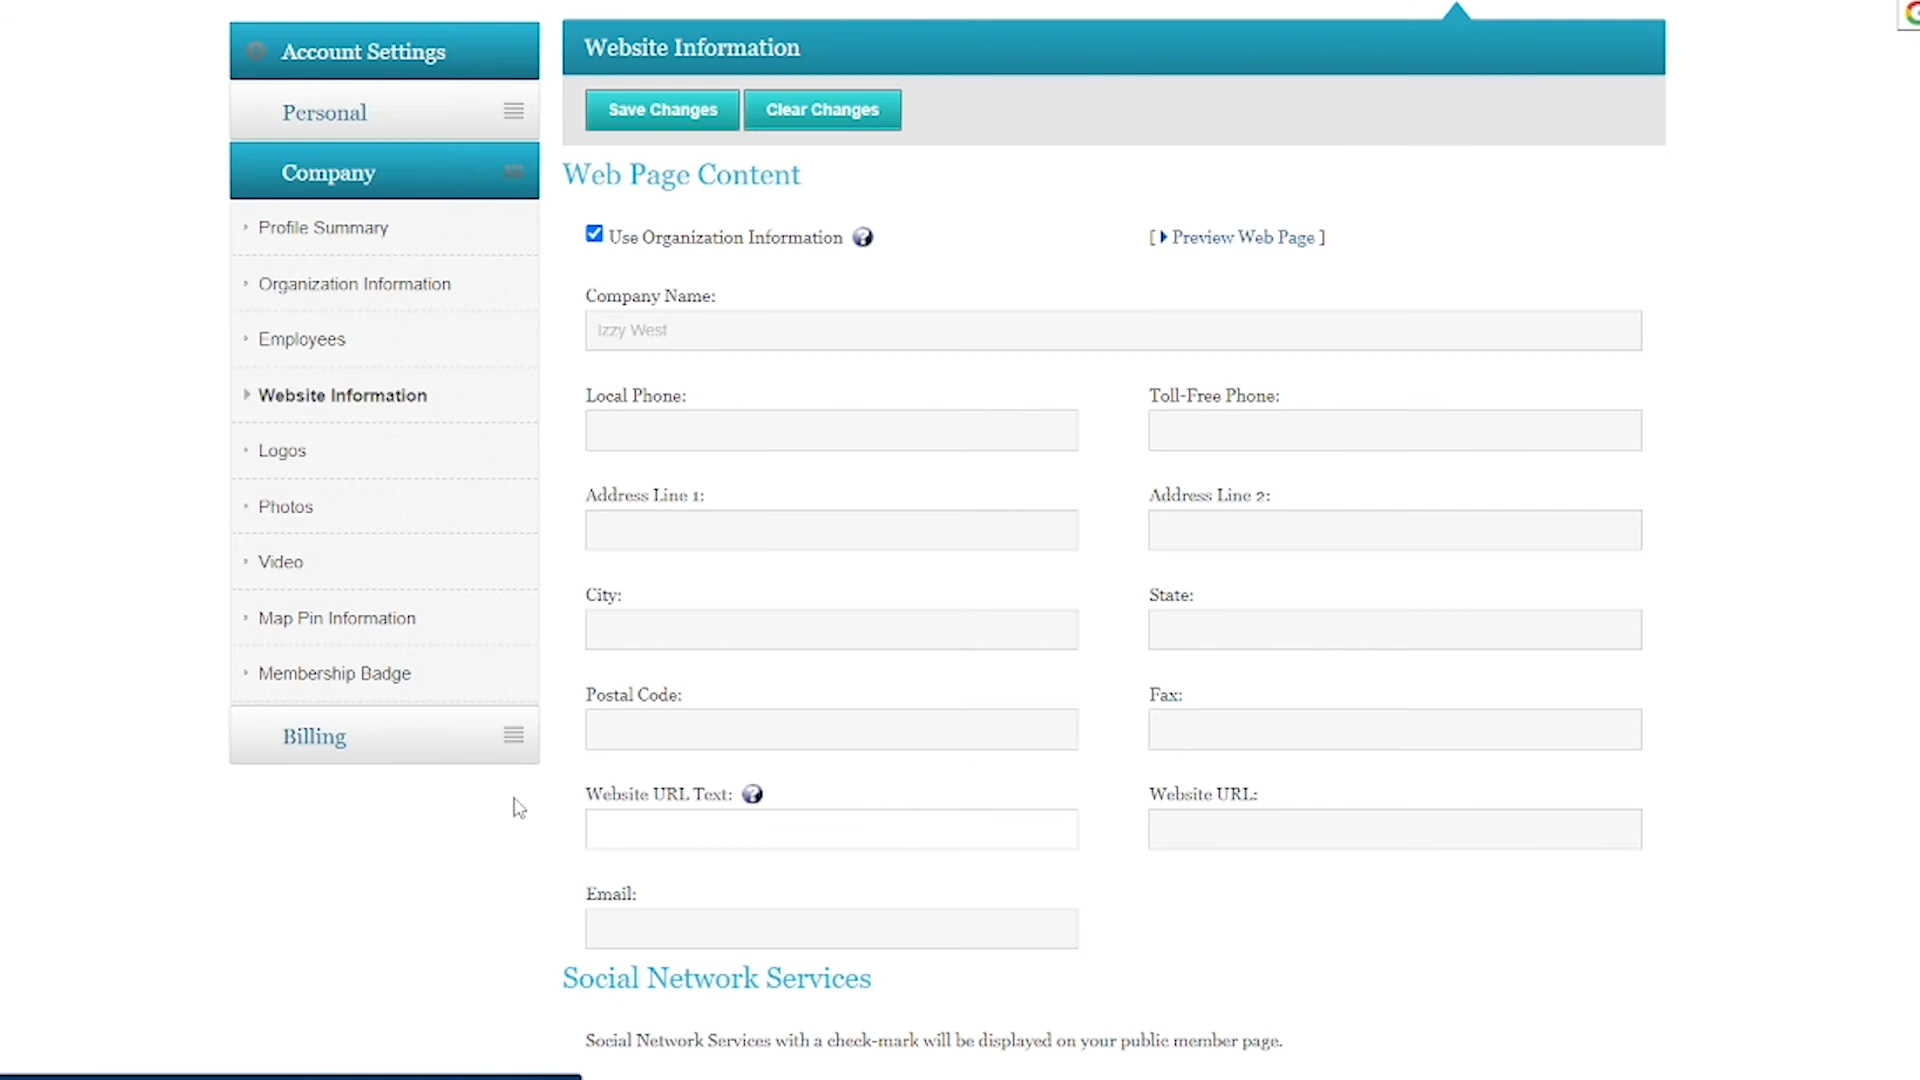 Account Settings
Personal
Company
Profile Summary
Organization Information
Employees
Website Information
Logos
Photos
Video
Map Pin Information
Membership Badge
Billing
Website Information
Save Changes Clear Changes
Web Page Content
Use Organization Information ? [ Preview Web Page ]
Company Name:
Izzy West
Local Phone: Toll-Free Phone:
Address Line 1: Address Line 2:
City: State:
Postal Code: Fax:
Website URL Text: ? Website URL:
Email:
Social Network Services
Social Network Services with a check-mark will be displayed on your public member page.